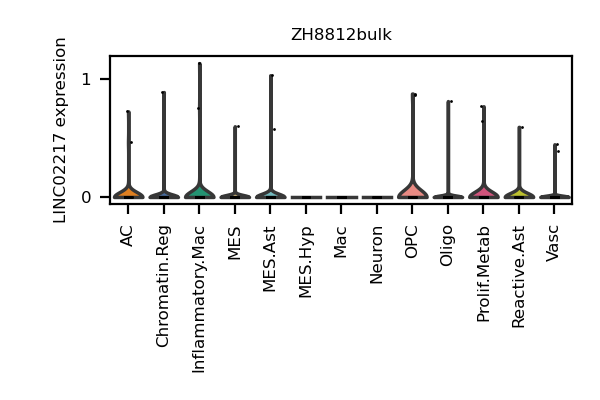 ZH8812bulk
LINC02217 expression
1
0
AC
Chromatin.Reg
Inflammatory.Mac
MES
MES.Ast
MES.Hyp
Mac
Neuron
OPC
Oligo
Prolif.Metab
Reactive.Ast
Vasc